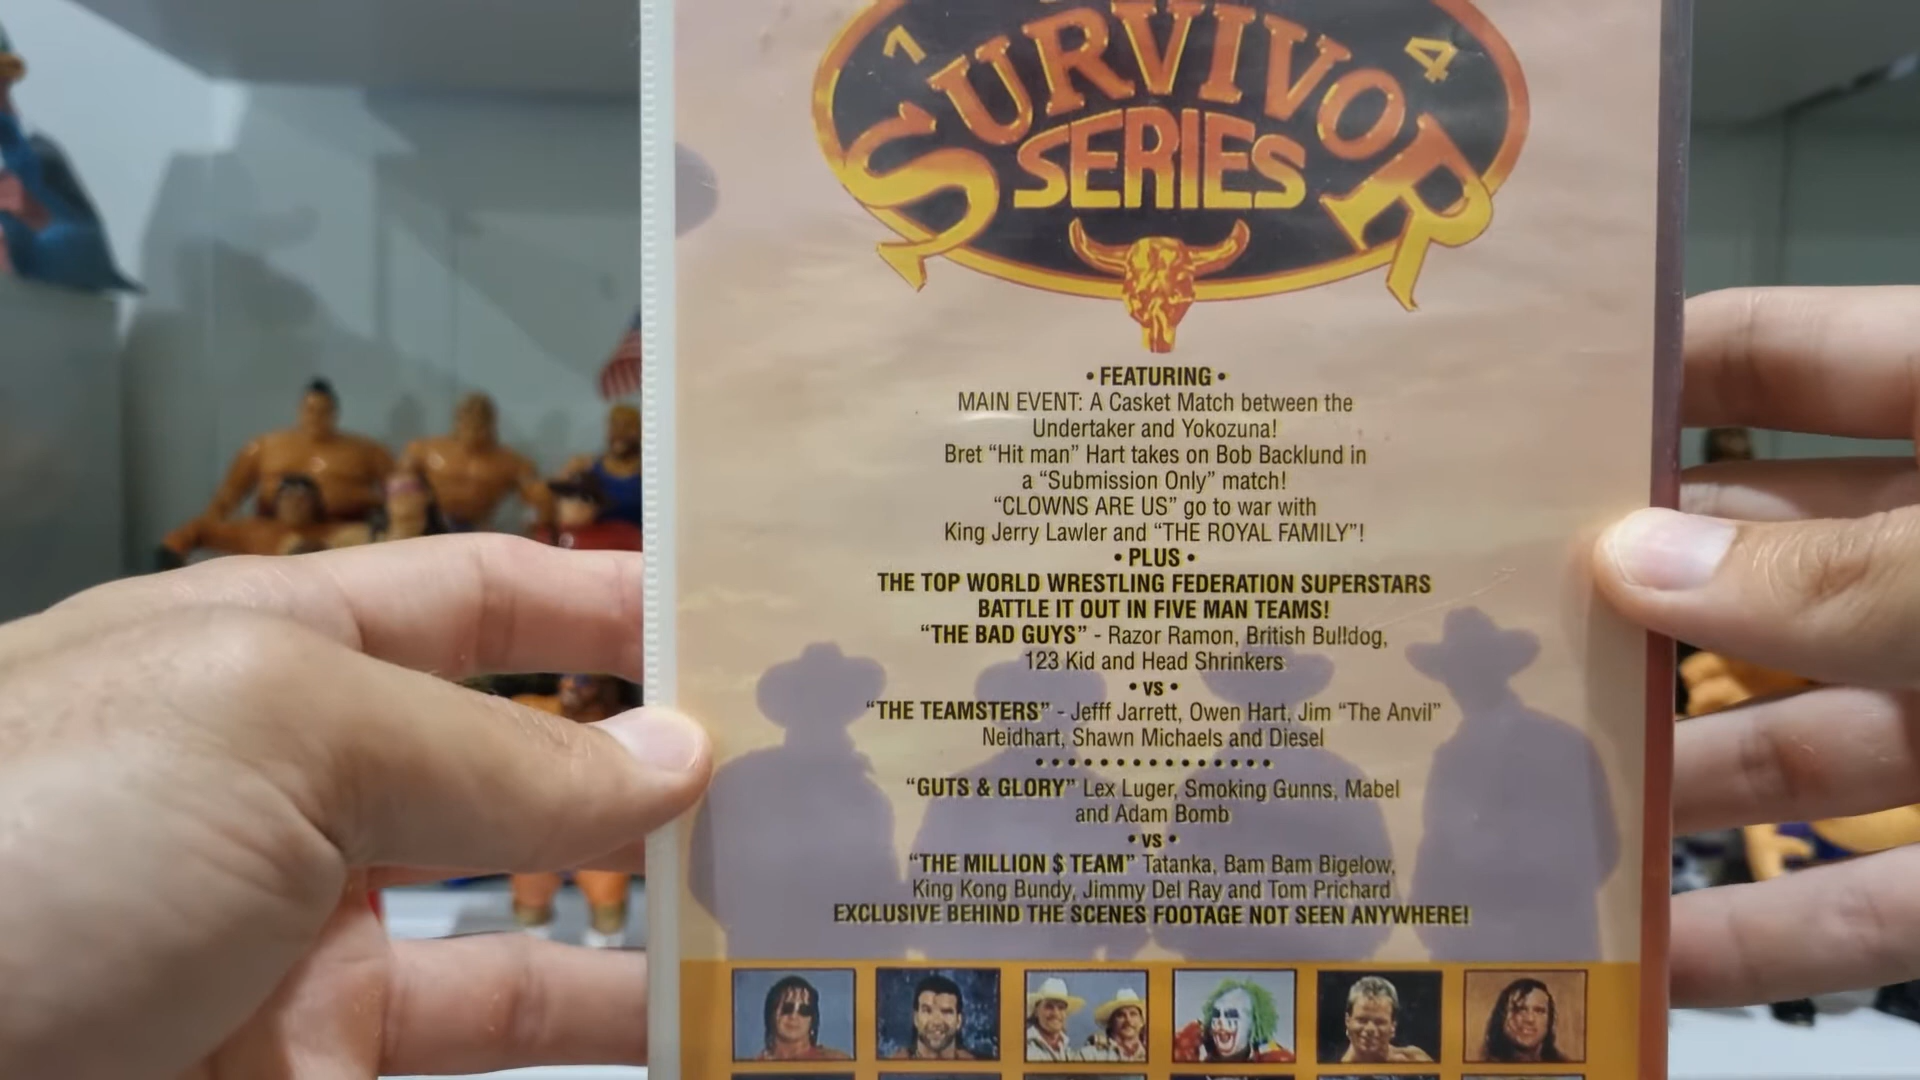 SURVIVOR
SERIES
• FEATURING •
MAIN EVENT: A Casket Match between the
Undertaker and Yokozuna!
Bret “Hit man” Hart takes on Bob Backlund in
a “Submission Only” match!
“CLOWNS ARE US” go to war with
King Jerry Lawler and “THE ROYAL FAMILY”!
• PLUS •
THE TOP WORLD WRESTLING FEDERATION SUPERSTARS
BATTLE IT OUT IN FIVE MAN TEAMS!
“THE BAD GUYS” - Razor Ramon, British Bulldog,
123 Kid and Head Shrinkers
• VS •
“THE TEAMSTERS” - Jefff Jarrett, Owen Hart, Jim “The Anvil”
Neidhart, Shawn Michaels and Diesel
“GUTS & GLORY” Lex Luger, Smoking Gunns, Mabel
and Adam Bomb
• VS •
“THE MILLION $ TEAM” Tatanka, Bam Bam Bigelow,
King Kong Bundy, Jimmy Del Ray and Tom Prichard
EXCLUSIVE BEHIND THE SCENES FOOTAGE NOT SEEN ANYWHERE!